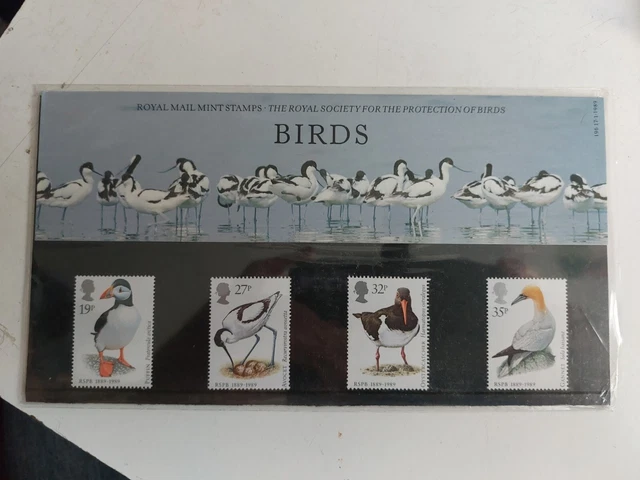 ROYAL MAIL MINT STAMPS · THE ROYAL SOCIETY FOR THE PROTECTION OF BIRDS
BIRDS
19P
RSPB 1889-1989
27P
RSPB 1889-1989
32P
RSPB 1889-1989
35P
RSPB 1889-1989